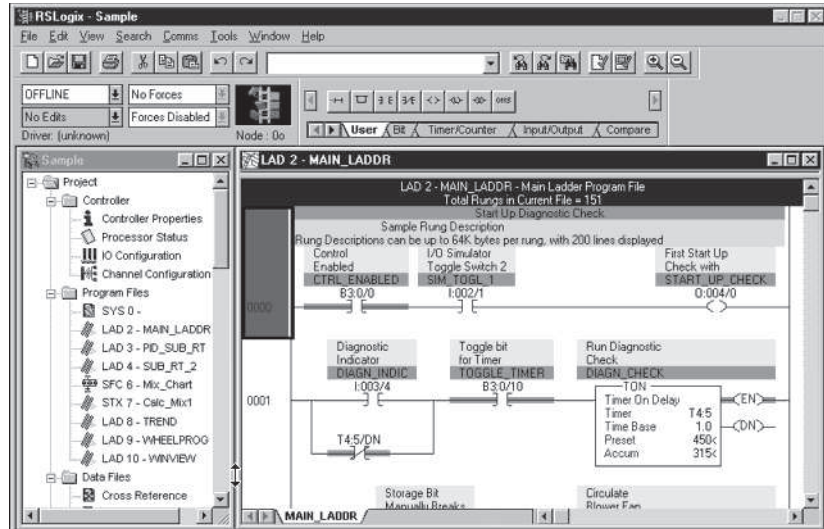 RSLogix - Sample
File Edit View Search Comms Tools Window Help
OFFLINE No Forces
No Edits Forces Disabled
Driver: (unknown) Node : 0o
User Bit Timer/Counter Input/Output Compare
Sample
Project
Controller
Controller Properties
Processor Status
IO Configuration
Channel Configuration
Program Files
SYS 0 -
LAD 2 - MAIN_LADDR
LAD 3 - PID_SUB_RT
LAD 4 - SUB_RT_2
SFC 6 - Mix_Chart
STX 7 - Calc_Mix1
LAD 8 - TREND
LAD 9 - WHEELPROG
LAD 10 - WINVIEW
Data Files
Cross Reference
LAD 2 - MAIN_LADDR
LAD 2 - MAIN_LADDR - Main Ladder Program File
Total Rungs in Current File = 151
Start Up Diagnostic Check
Sample Rung Description
Rung Descriptions can be up to 64K bytes per rung, with 200 lines displayed
Control I/O Simulator First Start Up
Enabled Toggle Switch 2 Check with
CTRL_ENABLED SIM_TOGL_1 START_UP_CHECK
B3:0/0 I:002/1 O:004/0
0000
Diagnostic Toggle bit Run Diagnostic
Indicator for Timer Check
DIAGN_INDIC TOGGLE_TIMER DIAGN_CHECK
I:003/4 B3:0/10 TON
0001 Timer On Delay EN
Timer T4:5
Time Base 1.0 DN
T4:5/DN Preset 450<
Accum 315<
Storage Bit Circulate
Manually Breaks Blower Fan
MAIN_LADDR